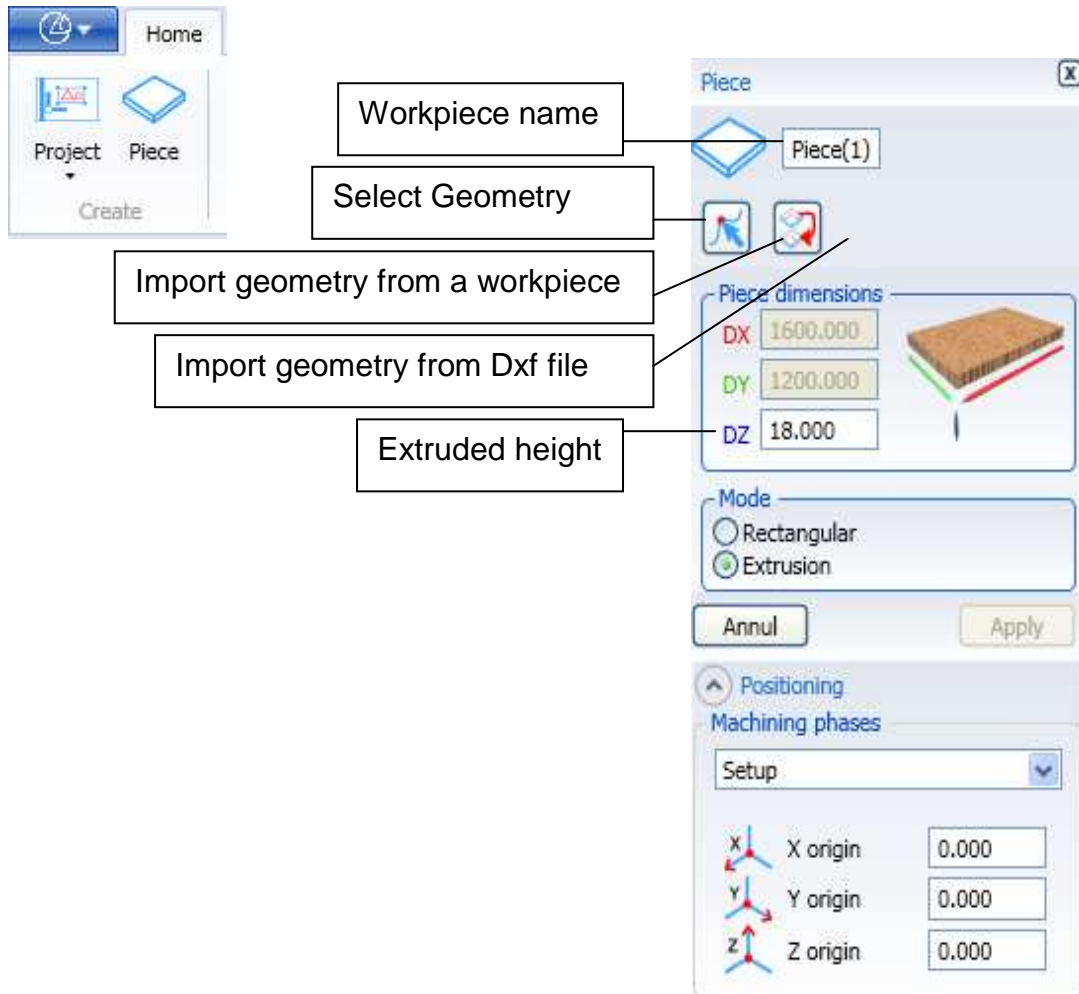 Home
Project Piece
Create
Workpiece name
Select Geometry
Import geometry from a workpiece
Import geometry from Dxf file
Extruded height
Piece
Piece(1)
Piece dimensions
DX 1600.000
DY 1200.000
DZ 18.000
Mode
Rectangular
Extrusion
Annul Apply
Positioning
Machining phases
Setup
X X origin 0.000
Y Y origin 0.000
Z Z origin 0.000